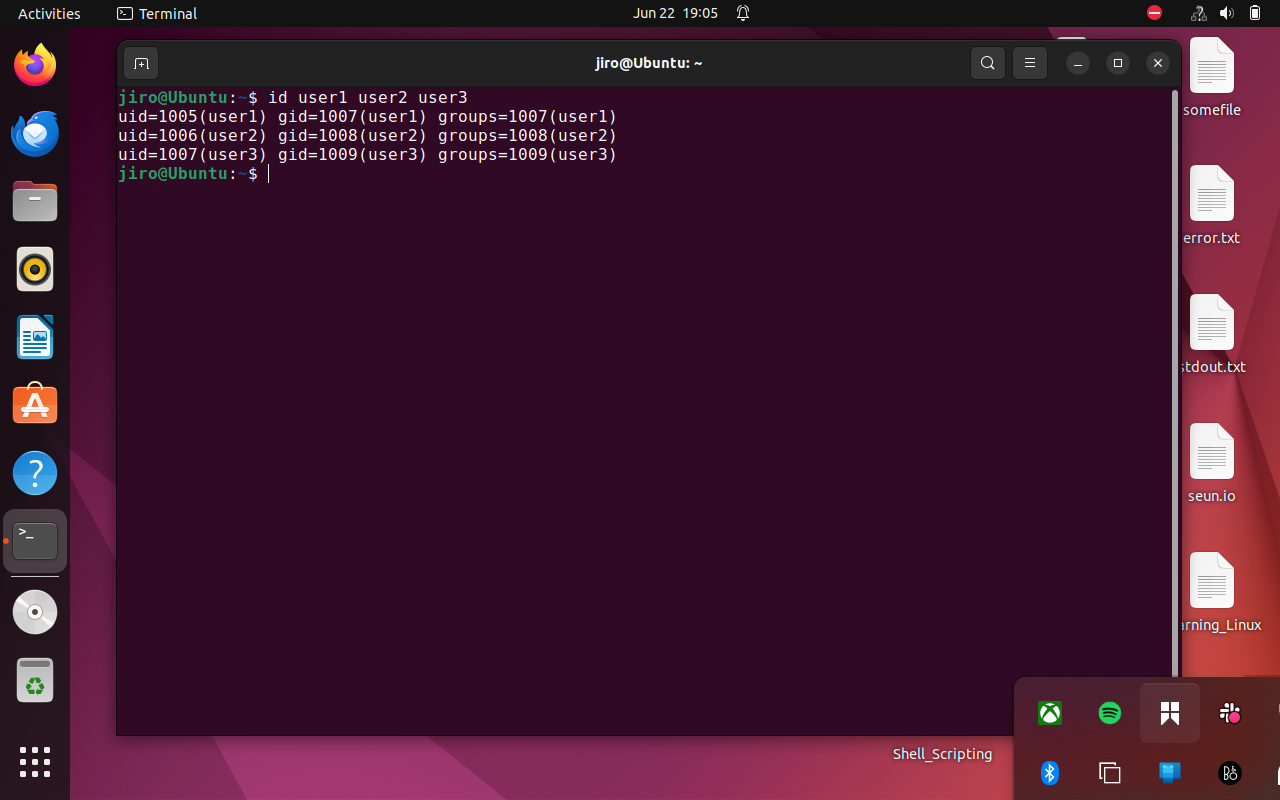 Activities
Terminal
Jun 22 19:05
jiro@Ubuntu: ~
jiro@Ubuntu:~$ id user1 user2 user3
uid=1005(user1) gid=1007(user1) groups=1007(user1)
uid=1006(user2) gid=1008(user2) groups=1008(user2)
uid=1007(user3) gid=1009(user3) groups=1009(user3)
jiro@Ubuntu:~$
somefile
error.txt
stdout.txt
seun.io
arning_Linux
Shell_Scripting